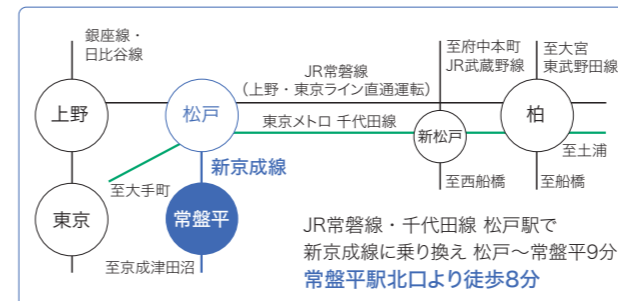 銀座線・
日比谷線
至府中本町
JR武蔵野線
至大宮
東武野田線
JR常磐線
(上野・東京ライン直通運転)
上野
松戸
東京メトロ 千代田線
新松戸
柏
至土浦
新京成線
至大手町
至西船橋
至船橋
東京
常盤平
至京成津田沼
JR常磐線・千代田線 松戸駅で
新京成線に乗り換え 松戸〜常盤平9分
常盤平駅北口より徒歩8分